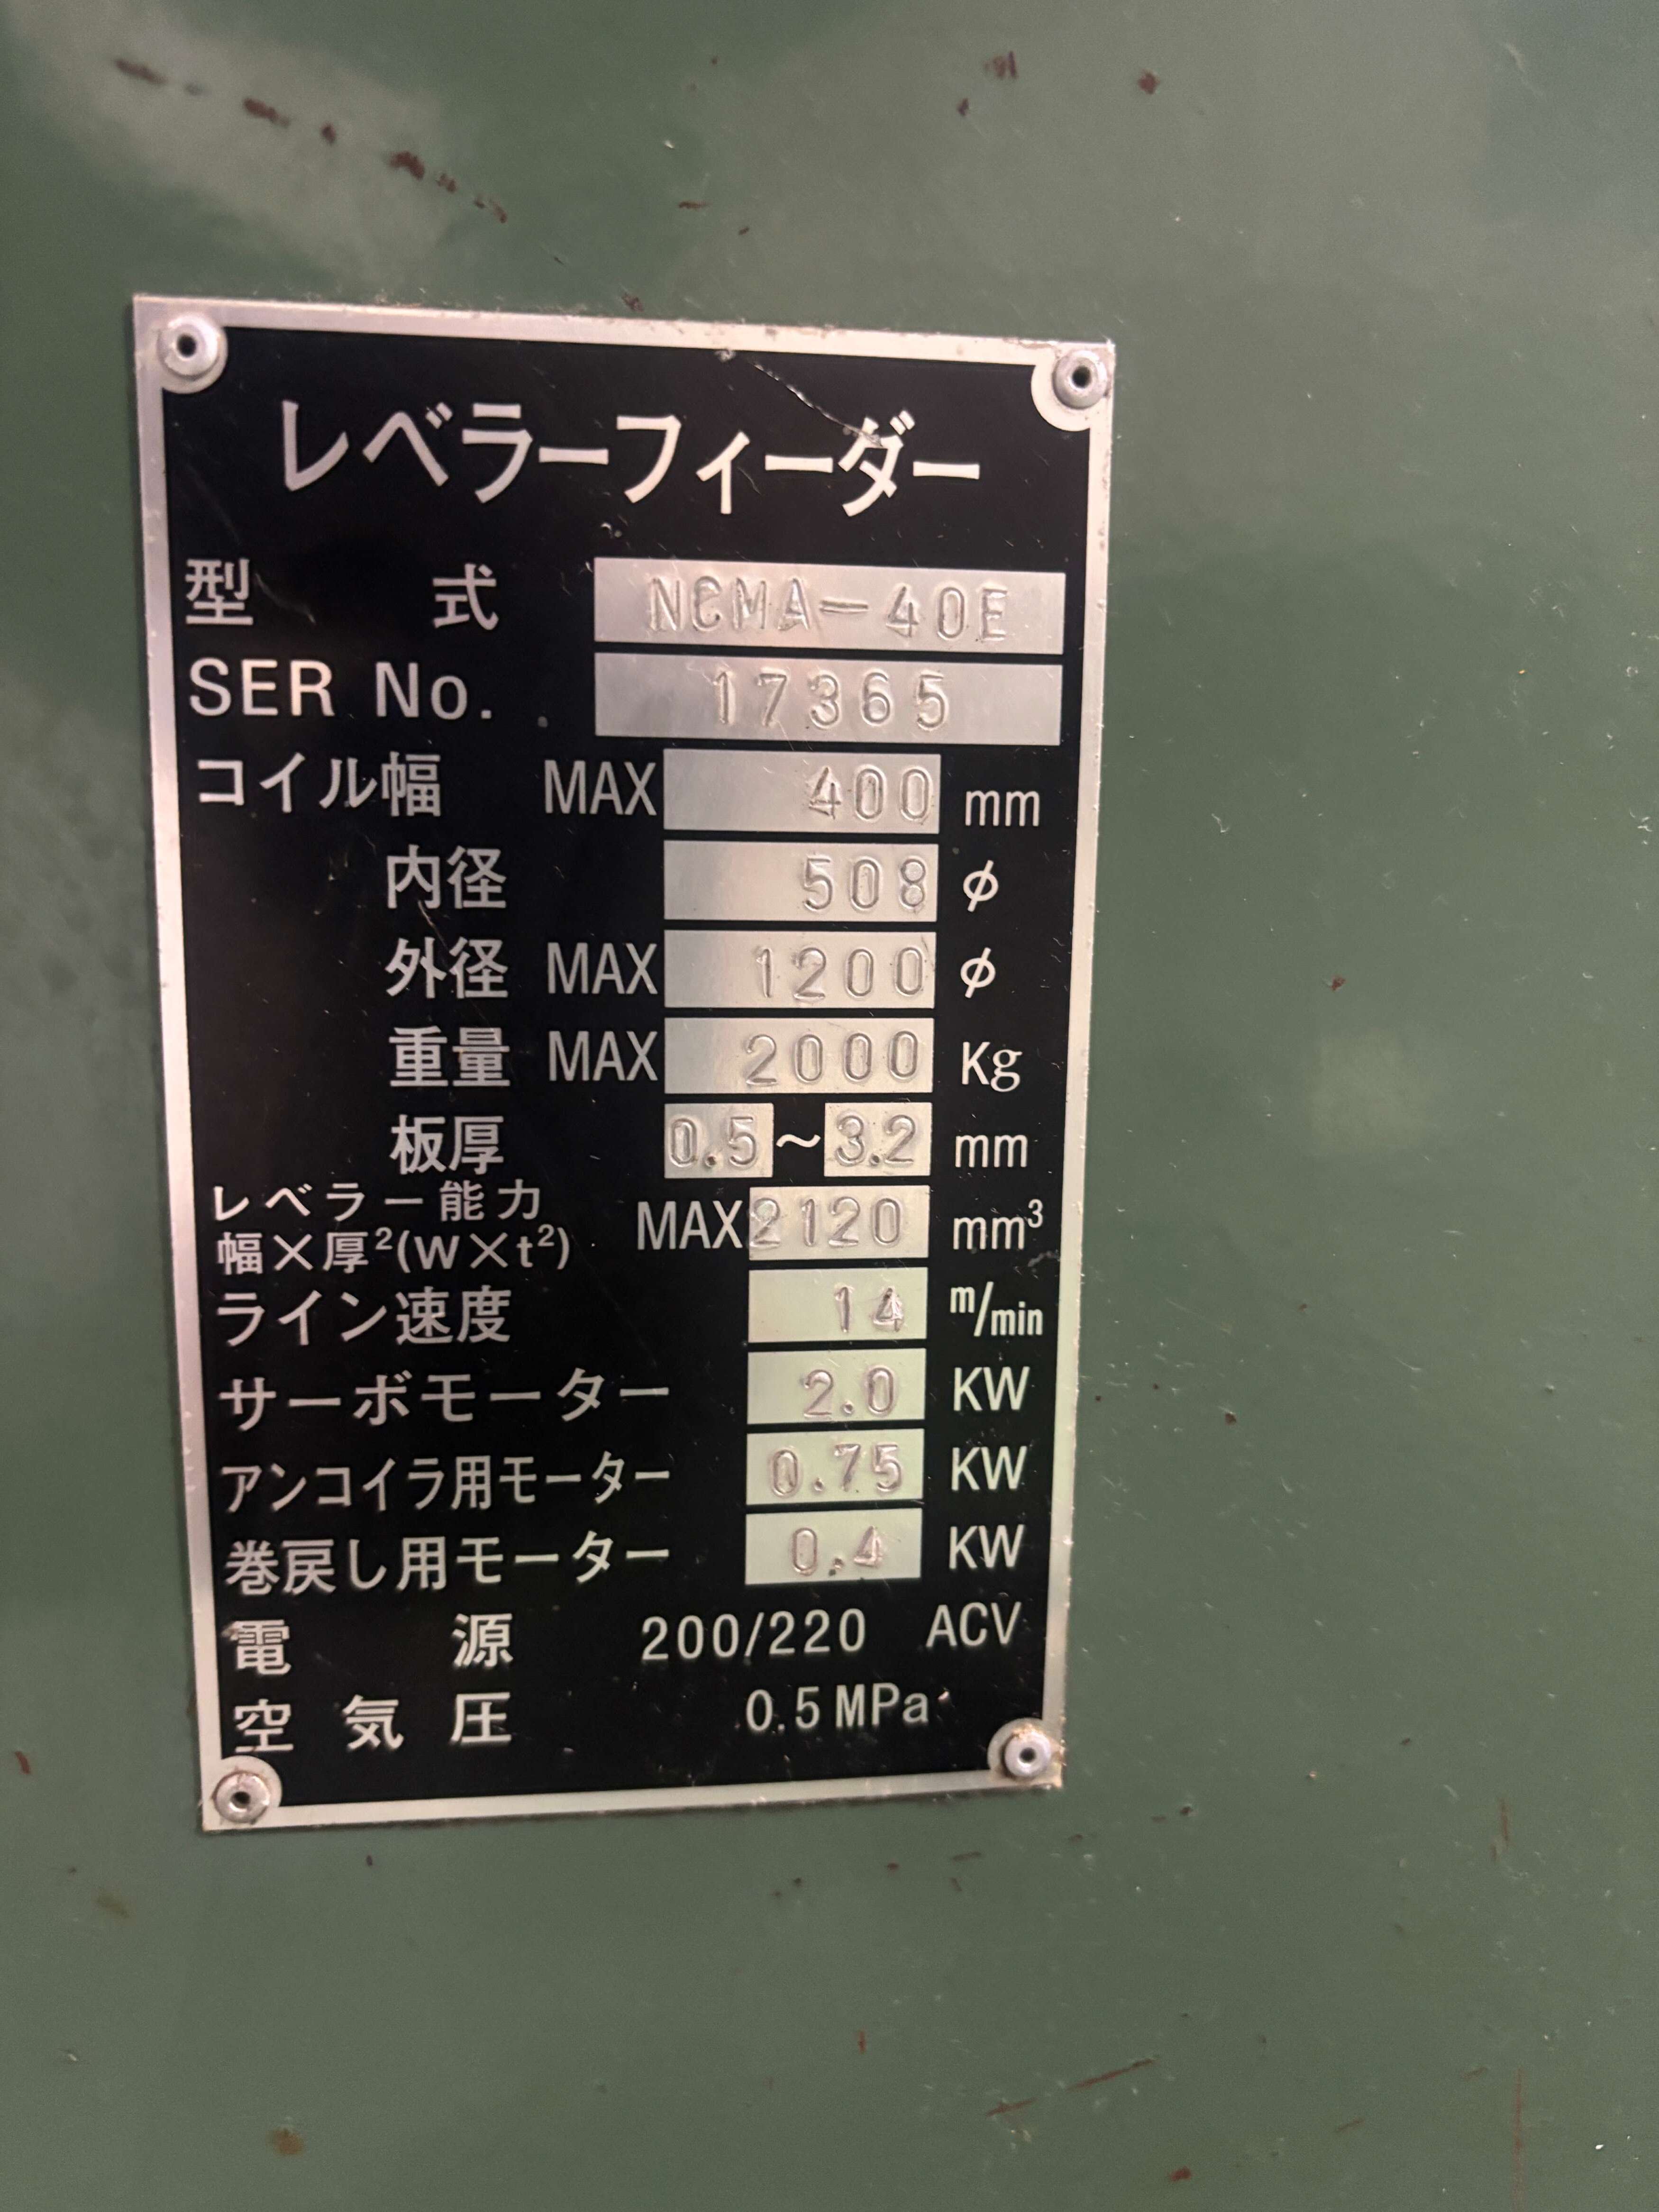 レベラーフィーダー
型式 NCMA-40E
SER No. 17365
コイル幅 MAX 400 mm
内径 508 φ
外径 MAX 1200 φ
重量 MAX 2000 Kg
板厚 0.5～3.2 mm
レベラー能力
幅×厚²(W×t²) MAX 2120 mm³
ライン速度 14 m/min
サーボモーター 2.0 KW
アンコイラ用モーター 0.75 KW
巻戻し用モーター 0.4 KW
電源 200/220 ACV
空気圧 0.5MPa